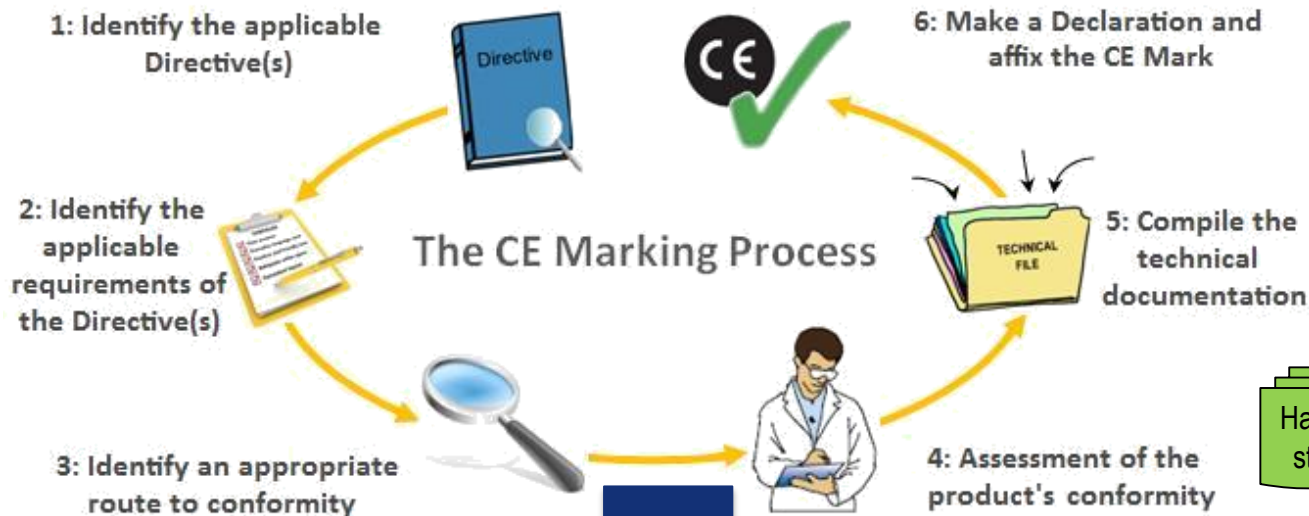 1: Identify the applicable
Directive(s)
Directive
CE
6: Make a Declaration and
affix the CE Mark
2: Identify the
applicable
requirements of
the Directive(s)
The CE Marking Process
TECHNICAL
FILE
5: Compile the
technical
documentation
3: Identify an appropriate
route to conformity
4: Assessment of the
product's conformity